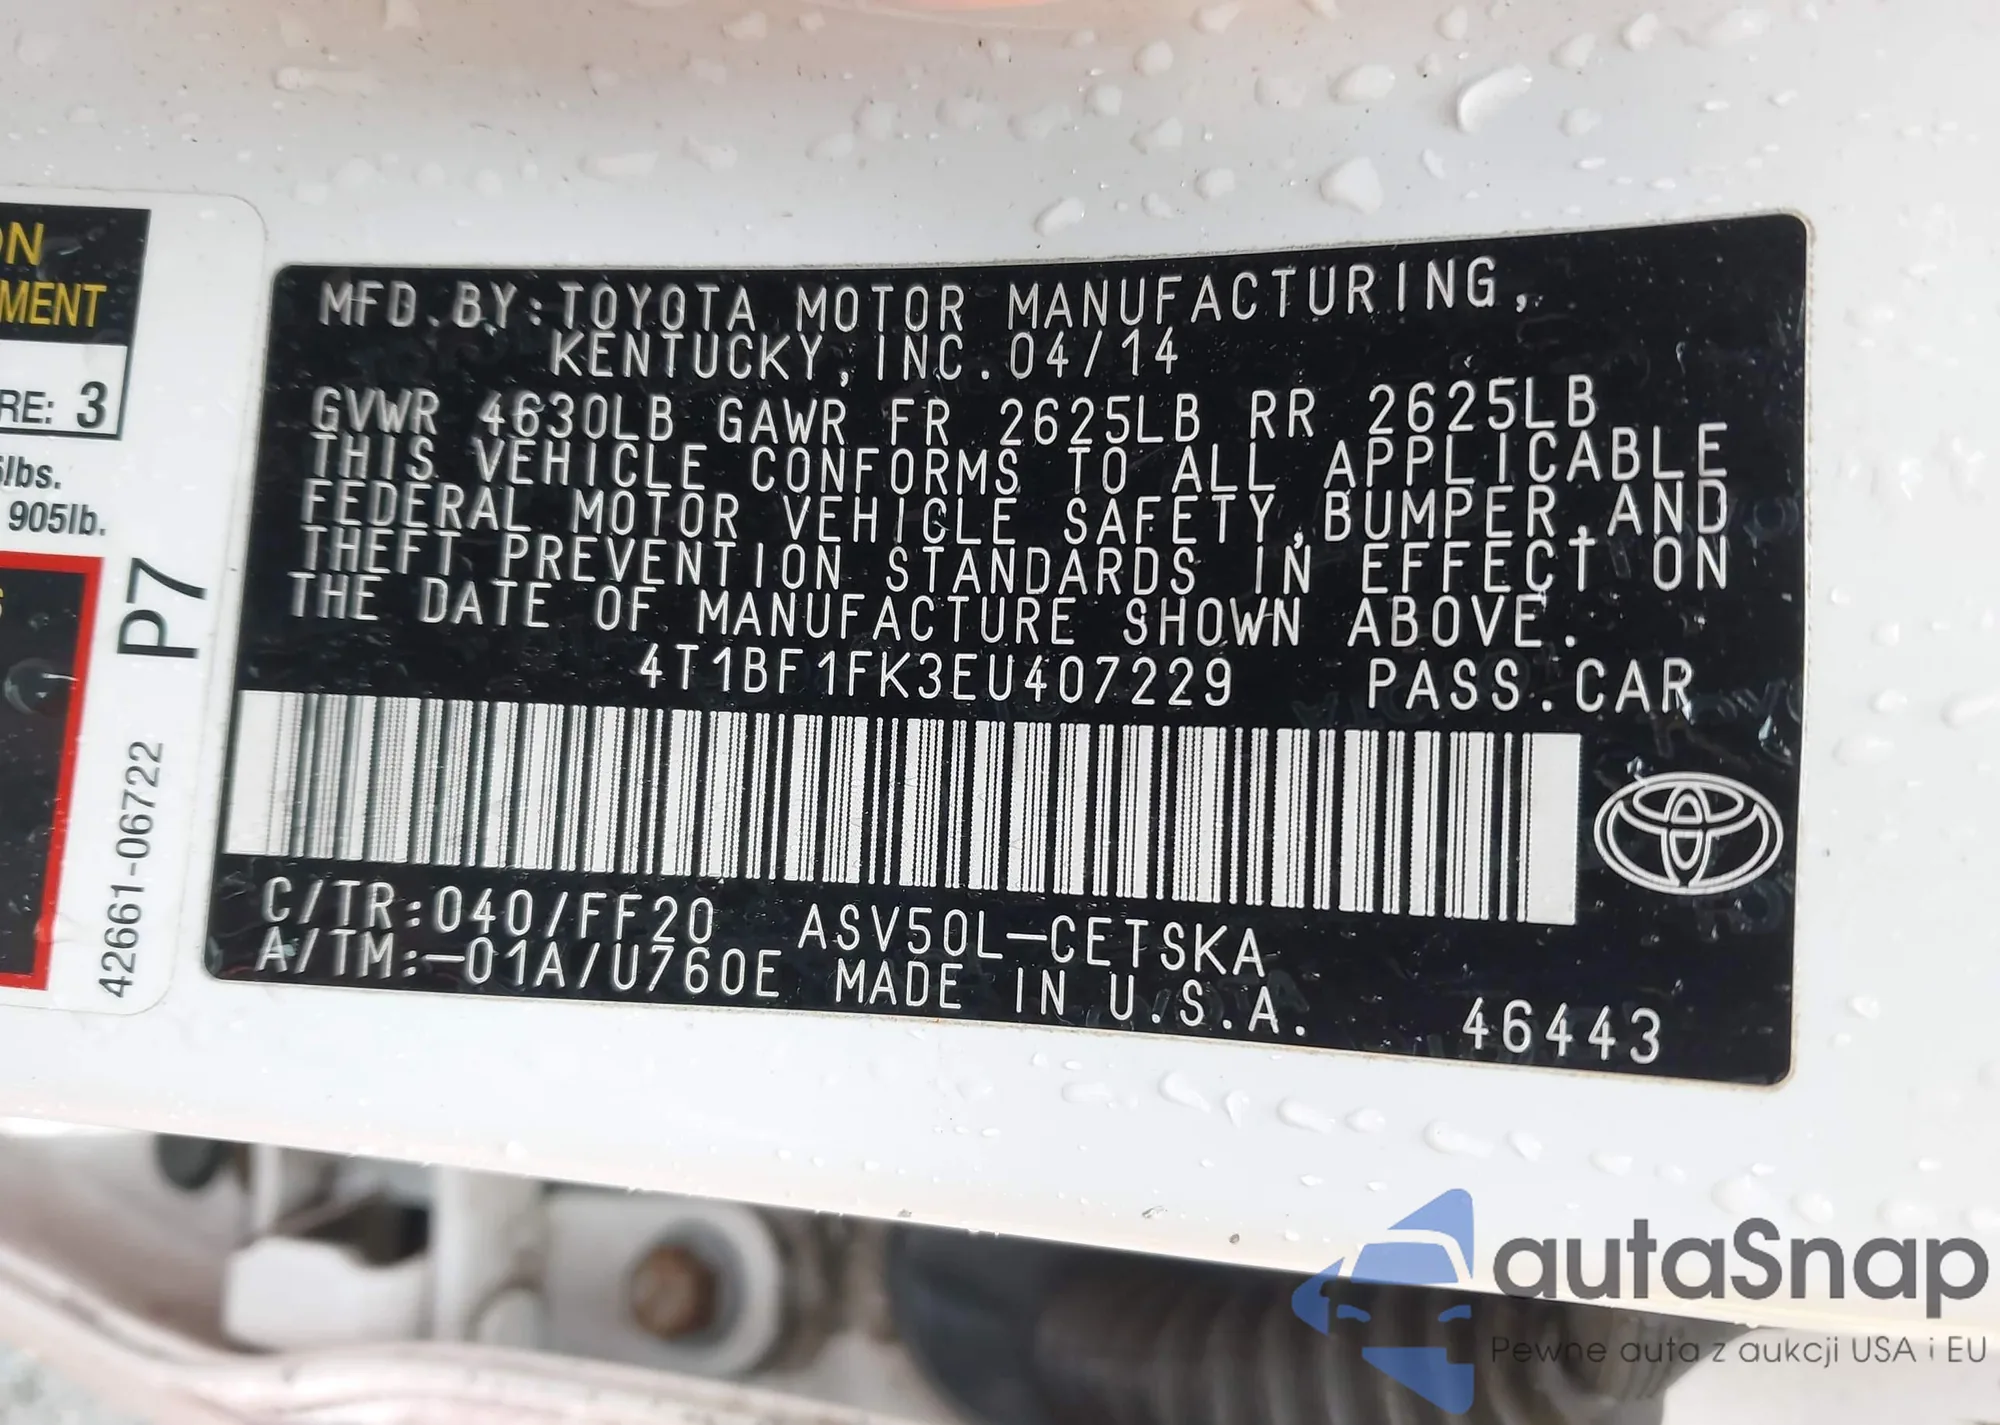 ON
MENT
RE: 3
lbs.
905lb.
P7
42661-06722
MFD.BY:TOYOTA MOTOR MANUFACTURING,
KENTUCKY, INC. 04/14
GVWR 4630LB GAWR FR 2625LB RR 2625LB
THIS VEHICLE CONFORMS TO ALL APPLICABLE
FEDERAL MOTOR VEHICLE SAFETY, BUMPER, AND
THEFT PREVENTION STANDARDS IN EFFECT ON
THE DATE OF MANUFACTURE SHOWN ABOVE.
4T1BF1FK3EU407229 PASS.CAR
C/TR:040/FF20 ASV50L-CETSKA
A/TM:-01A/U760E MADE IN U.S.A. 46443
autaSnap
Pewne auta z aukcji USA i EU